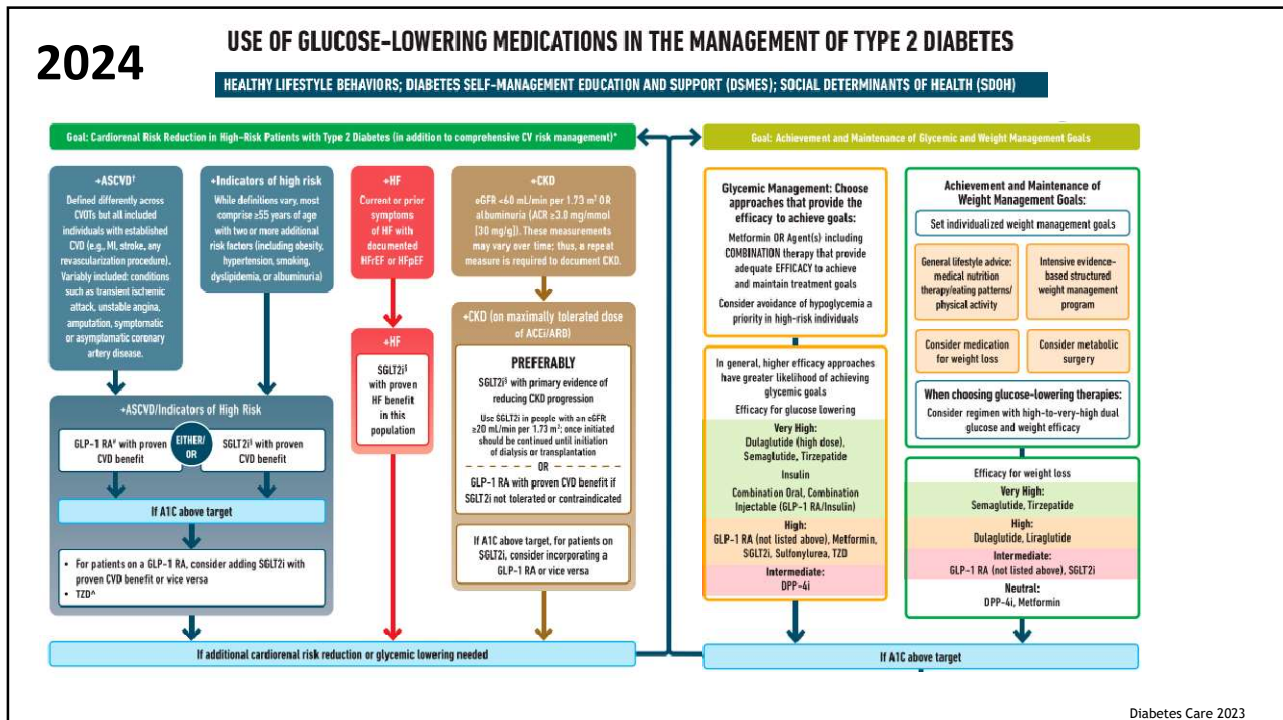 2024
USE OF GLUCOSE-LOWERING MEDICATIONS IN THE MANAGEMENT OF TYPE 2 DIABETES
HEALTHY LIFESTYLE BEHAVIORS; DIABETES SELF-MANAGEMENT EDUCATION AND SUPPORT (DSMES); SOCIAL DETERMINANTS OF HEALTH (SDOH)
Goal: Cardiorenal Risk Reduction in High-Risk Patients with Type 2 Diabetes (in addition to comprehensive CV risk management)*
+ASCVD†
Defined differently across
CVOTs but all included
individuals with established
CVD (e.g., MI, stroke, any
revascularization procedure).
Variably included: conditions
such as transient ischemic
attack, unstable angina,
amputation, symptomatic
or asymptomatic coronary
artery disease.
+Indicators of high risk
While definitions vary, most
comprise ≥55 years of age
with two or more additional
risk factors (including obesity,
hypertension, smoking,
dyslipidemia, or albuminuria)
+HF
Current or prior
symptoms
of HF with
documented
HFrEF or HFpEF
+CKD
eGFR <60 mL/min per 1.73 m² OR
albuminuria (ACR ≥3.0 mg/mmol
[30 mg/g]). These measurements
may vary over time; thus, a repeat
measure is required to document CKD.
+ASCVD/Indicators of High Risk
GLP-1 RA# with proven
CVD benefit
EITHER/
OR
SGLT2i§ with proven
CVD benefit
If A1C above target
• For patients on a GLP-1 RA, consider adding SGLT2i with
proven CVD benefit or vice versa
• TZD^
+HF
SGLT2i§
with proven
HF benefit
in this
population
+CKD (on maximally tolerated dose
of ACEi/ARB)
PREFERABLY
SGLT2i§ with primary evidence of
reducing CKD progression
Use SGLT2i in people with an eGFR
≥20 mL/min per 1.73 m²; once initiated
should be continued until initiation
of dialysis or transplantation
OR
GLP-1 RA with proven CVD benefit if
SGLT2i not tolerated or contraindicated
If A1C above target, for patients on
SGLT2i, consider incorporating a
GLP-1 RA or vice versa
If additional cardiorenal risk reduction or glycemic lowering needed
Goal: Achievement and Maintenance of Glycemic and Weight Management Goals
Glycemic Management: Choose
approaches that provide the
efficacy to achieve goals:
Metformin OR Agent(s) including
COMBINATION therapy that provide
adequate EFFICACY to achieve
and maintain treatment goals
Consider avoidance of hypoglycemia a
priority in high-risk individuals
In general, higher efficacy approaches
have greater likelihood of achieving
glycemic goals
Efficacy for glucose lowering
Very High:
Dulaglutide (high dose),
Semaglutide, Tirzepatide
Insulin
Combination Oral, Combination
Injectable (GLP-1 RA/Insulin)
High:
GLP-1 RA (not listed above), Metformin,
SGLT2i, Sulfonylurea, TZD
Intermediate:
DPP-4i
Achievement and Maintenance of
Weight Management Goals:
Set individualized weight management goals
General lifestyle advice:
medical nutrition
therapy/eating patterns/
physical activity
Intensive evidence-
based structured
weight management
program
Consider medication
for weight loss
Consider metabolic
surgery
When choosing glucose-lowering therapies:
Consider regimen with high-to-very-high dual
glucose and weight efficacy
Efficacy for weight loss
Very High:
Semaglutide, Tirzepatide
High:
Dulaglutide, Liraglutide
Intermediate:
GLP-1 RA (not listed above), SGLT2i
Neutral:
DPP-4i, Metformin
If A1C above target
Diabetes Care 2023